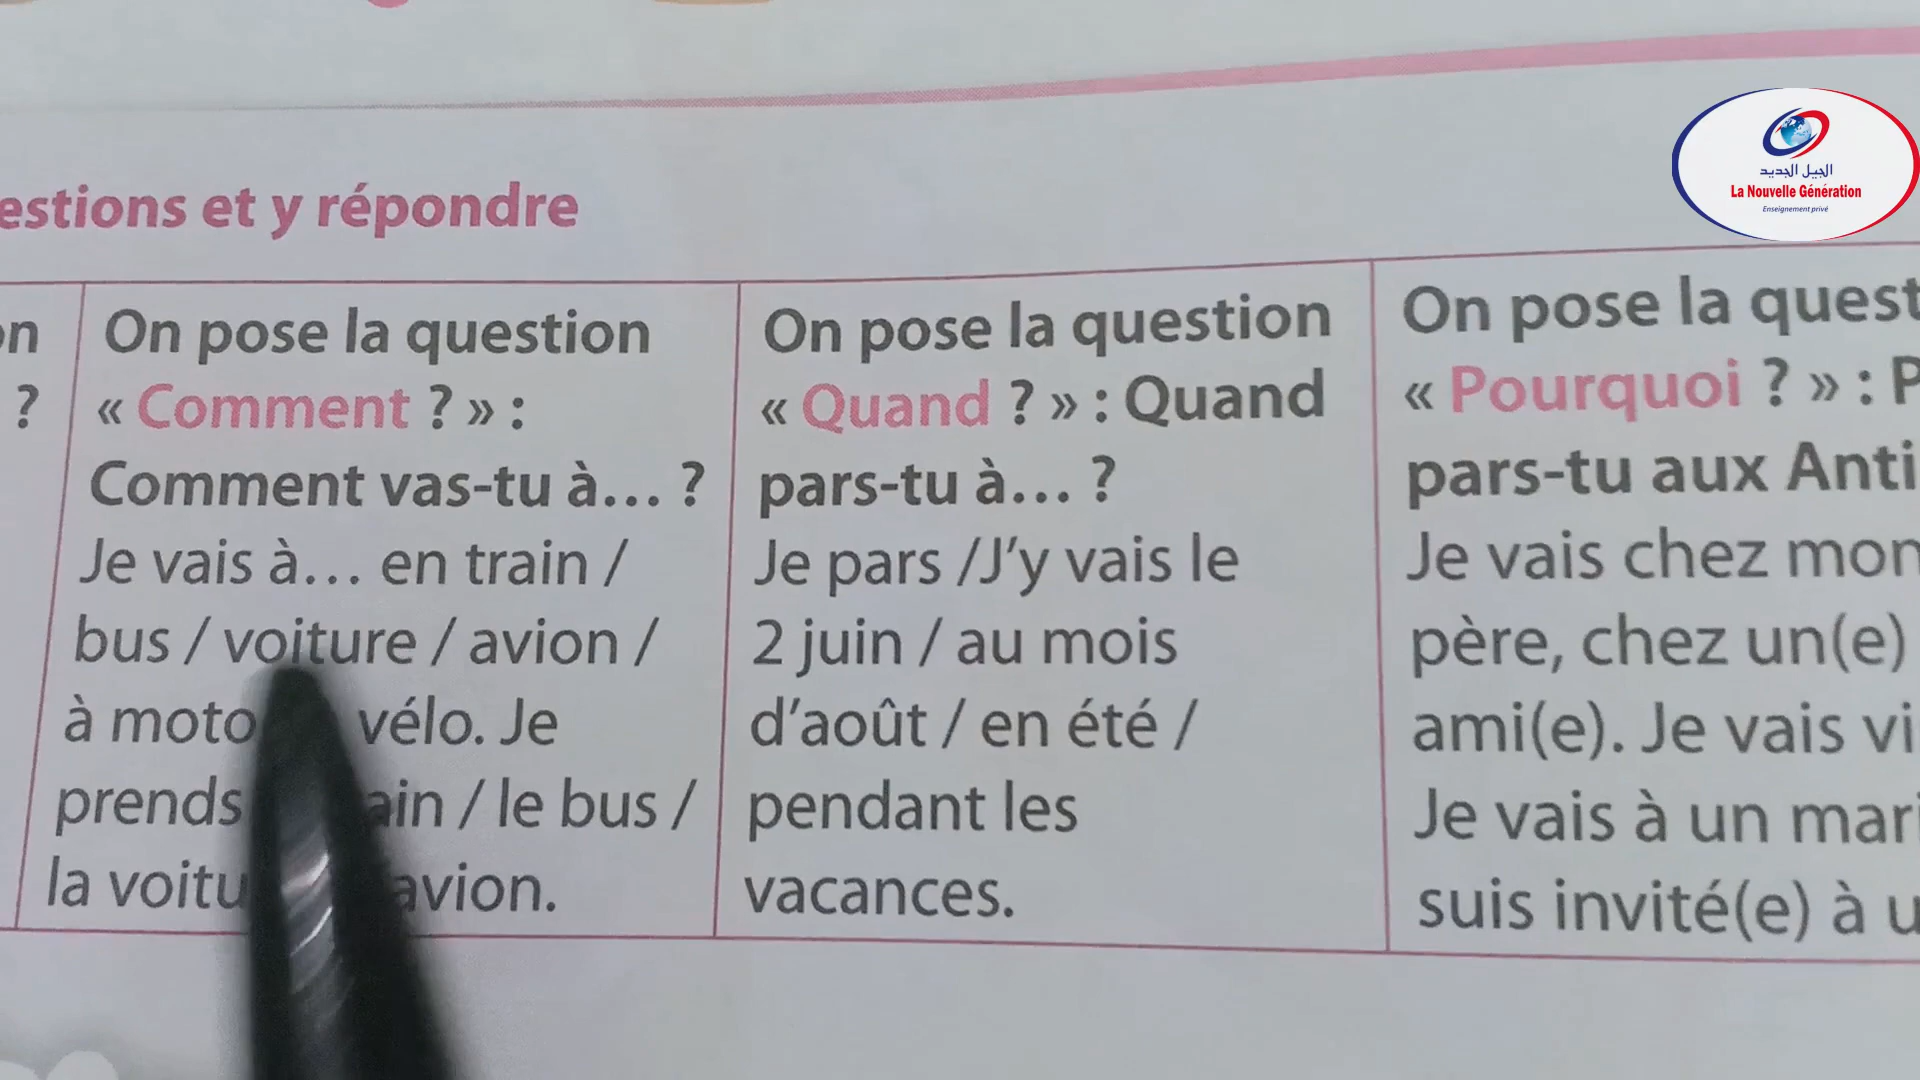 الجيل الجديد
La Nouvelle Génération
Enseignement privé
estions et y répondre
on
?
On pose la question
« Comment ? » :
Comment vas-tu à… ?
Je vais à… en train /
bus / voiture / avion /
à moto vélo. Je
prends / le bus /
la avion.
On pose la question
« Quand ? » : Quand
pars-tu à… ?
Je pars /J’y vais le
2 juin / au mois
d’août / en été /
pendant les
vacances.
On pose la quest
« Pourquoi ? » : P
pars-tu aux Anti
Je vais chez mon
père, chez un(e)
ami(e). Je vais vi
Je vais à un mari
suis invité(e) à u